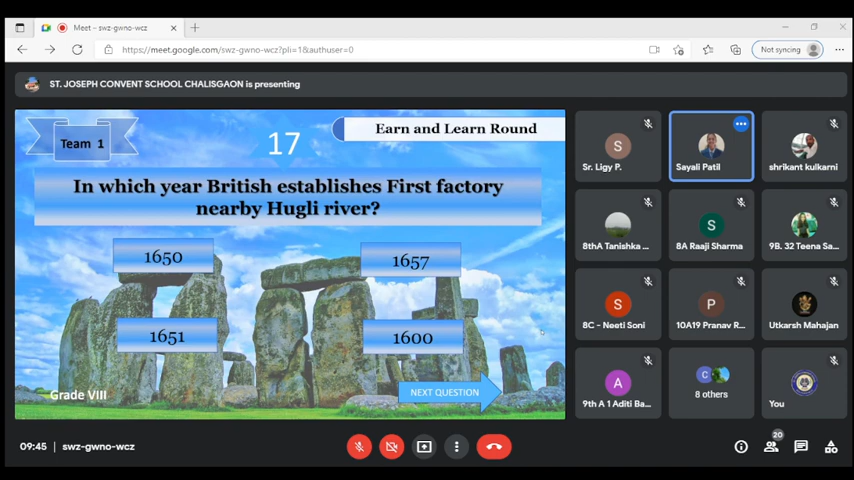 Meet – swz-gwno-wcz
https://meet.google.com/swz-gwno-wcz?pli=1&authuser=0
Not syncing
ST. JOSEPH CONVENT SCHOOL CHALISGAON is presenting
Team 1
17
Earn and Learn Round
In which year British establishes First factory
nearby Hugli river?
1650
1657
1651
1600
Grade VIII
NEXT QUESTION
S
Sr. Ligy P.
Sayali Patil
shrikant kulkarni
8thA Tanishka ...
8A Raaji Sharma
9B. 32 Teena Sa...
S
8C - Neeti Soni
P
10A19 Pranav R...
Utkarsh Mahajan
A
9th A 1 Aditi Ba...
C
8 others
You
09:45 | swz-gwno-wcz
20